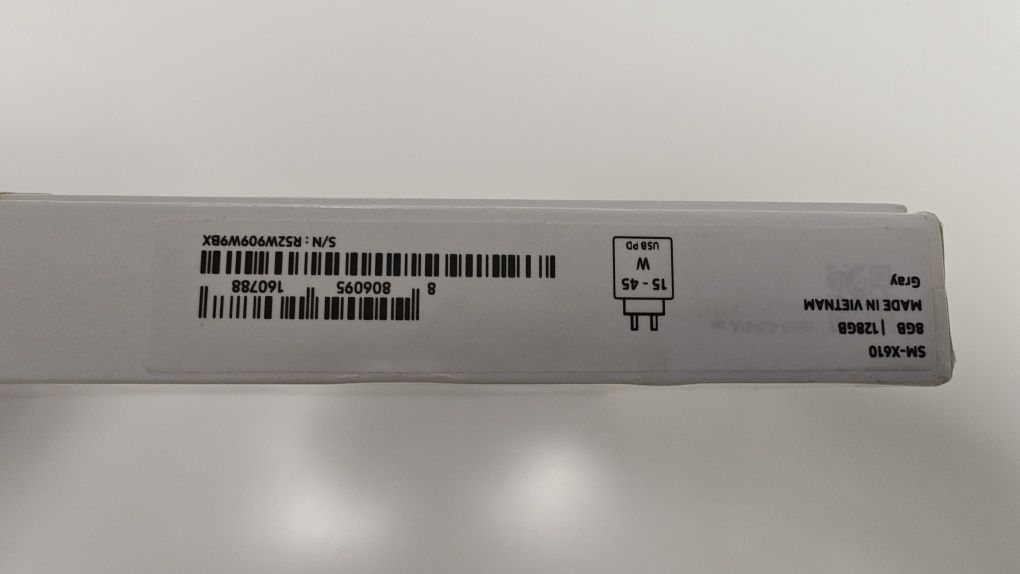 SM-X610
8GB | 128GB
MADE IN VIETNAM
Gray
15 - 45
W
USB PD
8 806095 160788
S/N : R52W909W9BX